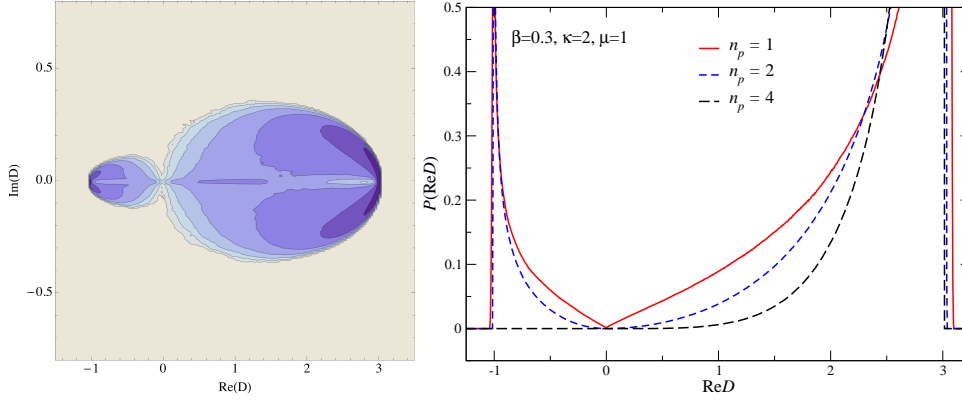 0.5
0.0
−0.5
Im(D)
−1
0
1
2
3
Re(D)
β=0.3, κ=2, μ=1
n_p = 1
n_p = 2
n_p = 4
0.5
0.4
0.3
0.2
0.1
0
P(ReD)
-1
0
1
2
3
ReD